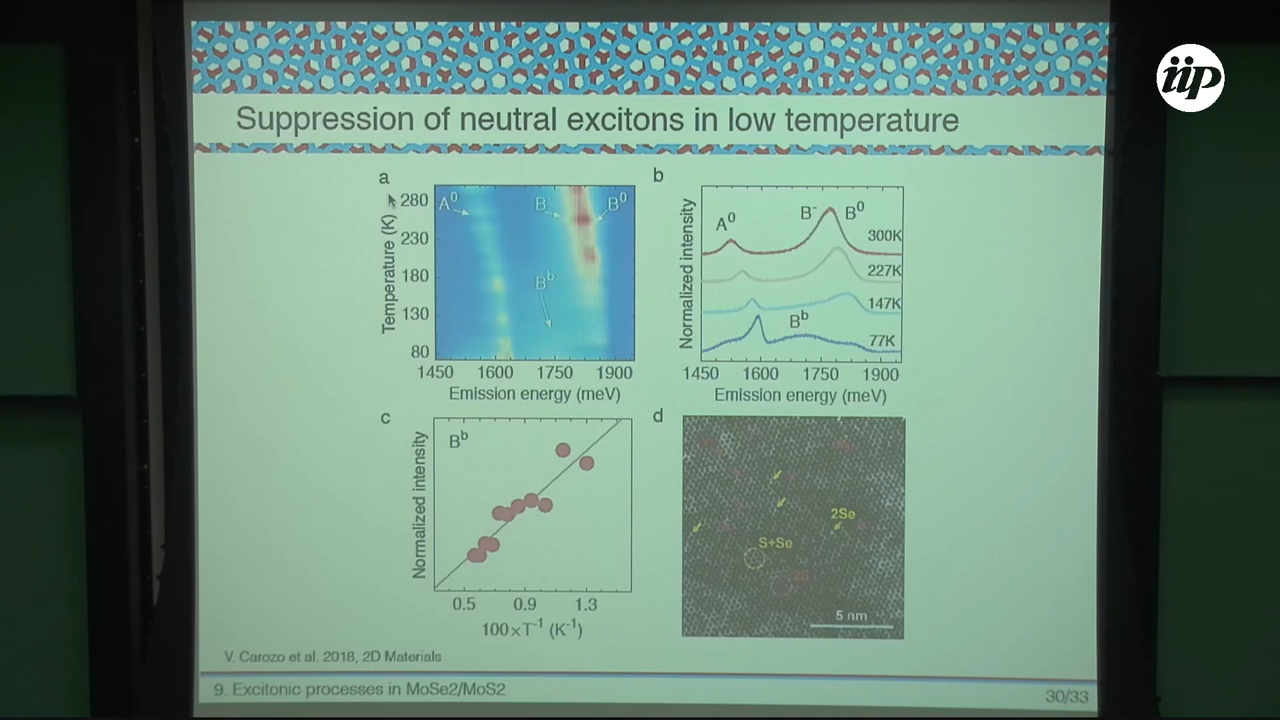 iip
Suppression of neutral excitons in low temperature
a
Temperature (K)
280
230
180
130
80
A0
B
B0
Bb
1450 1600 1750 1900
Emission energy (meV)
b
Normalized intensity
A0
B- B0
300K
227K
147K
Bb
77K
1450 1600 1750 1900
Emission energy (meV)
c
Normalized intensity
Bb
0.5 0.9 1.3
100×T-1 (K-1)
d
2Se
S+Se
2S
5 nm
V. Carozo et al. 2018, 2D Materials
9. Excitonic processes in MoSe2/MoS2
30/33